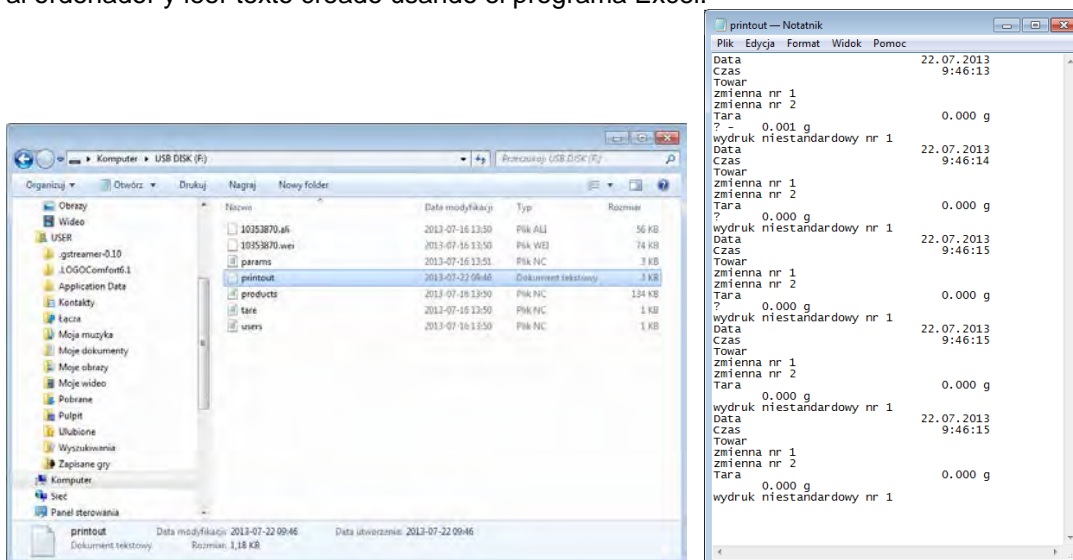 al ordenador y leer texto creado usando el programa Excel.
Komputer ▸ USB DISK (F:)
Przeszukaj: USB DISK (F:)
Organizuj
Otwórz
Drukuj
Nagraj
Nowy folder
Obrazy
Wideo
USER
.gstreamer-0.10
.LOGOComfort6.1
Application Data
Kontakty
Łącza
Moja muzyka
Moje dokumenty
Moje obrazy
Moje wideo
Pobrane
Pulpit
Ulubione
Wyszukiwania
Zapisane gry
Komputer
Sieć
Panel sterowania
Nazwa Data modyfikacji Typ Rozmiar
10353870.ali 2013-07-16 13:50 Plik ALI 56 KB
10353870.wei 2013-07-16 13:50 Plik WEI 74 KB
params 2013-07-16 13:51 Plik NC 3 KB
printout 2013-07-22 09:46 Dokument tekstowy
products 2013-07-16 13:50 Plik NC 134 KB
tare 2013-07-16 13:50 Plik NC 1 KB
users 2013-07-16 13:50 Plik NC 1 KB
printout Data modyfikacji: 2013-07-22 09:46 Data utworzenia: 2013-07-22 09:46
Dokument tekstowy Rozmiar: 1,18 KB
printout — Notatnik
Plik Edycja Format Widok Pomoc
Data 22.07.2013
Czas 9:46:13
Towar
zmienna nr 1
zmienna nr 2
Tara 0.000 g
? - 0.001 g
wydruk niestandardowy nr 1
Data 22.07.2013
Czas 9:46:14
Towar
zmienna nr 1
zmienna nr 2
Tara 0.000 g
? 0.000 g
wydruk niestandardowy nr 1
Data 22.07.2013
Czas 9:46:15
Towar
zmienna nr 1
zmienna nr 2
Tara 0.000 g
? 0.000 g
wydruk niestandardowy nr 1
Data 22.07.2013
Czas 9:46:15
Towar
zmienna nr 1
zmienna nr 2
Tara 0.000 g
0.000 g
wydruk niestandardowy nr 1
Data 22.07.2013
Czas 9:46:15
Towar
zmienna nr 1
zmienna nr 2
Tara 0.000 g
0.000 g
wydruk niestandardowy nr 1